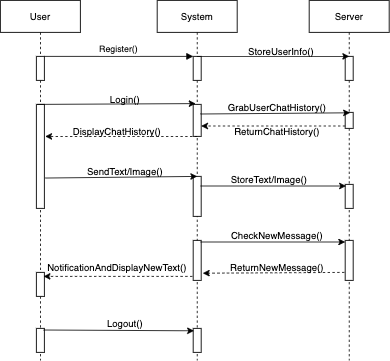 User
System
Server
Register()
StoreUserInfo()
Login()
GrabUserChatHistory()
DisplayChatHistory()
ReturnChatHistory()
SendText/Image()
StoreText/Image()
CheckNewMessage()
NotificationAndDisplayNewText()
ReturnNewMessage()
Logout()